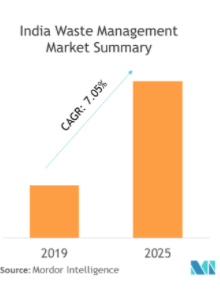 India Waste Management
Market Summary
CAGR: 7.05%
2019
2025
Source: Mordor Intelligence